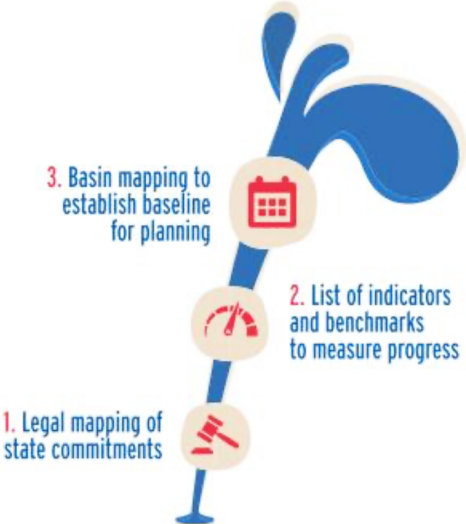 3. Basin mapping to
establish baseline
for planning
2. List of indicators
and benchmarks
to measure progress
1. Legal mapping of
state commitments